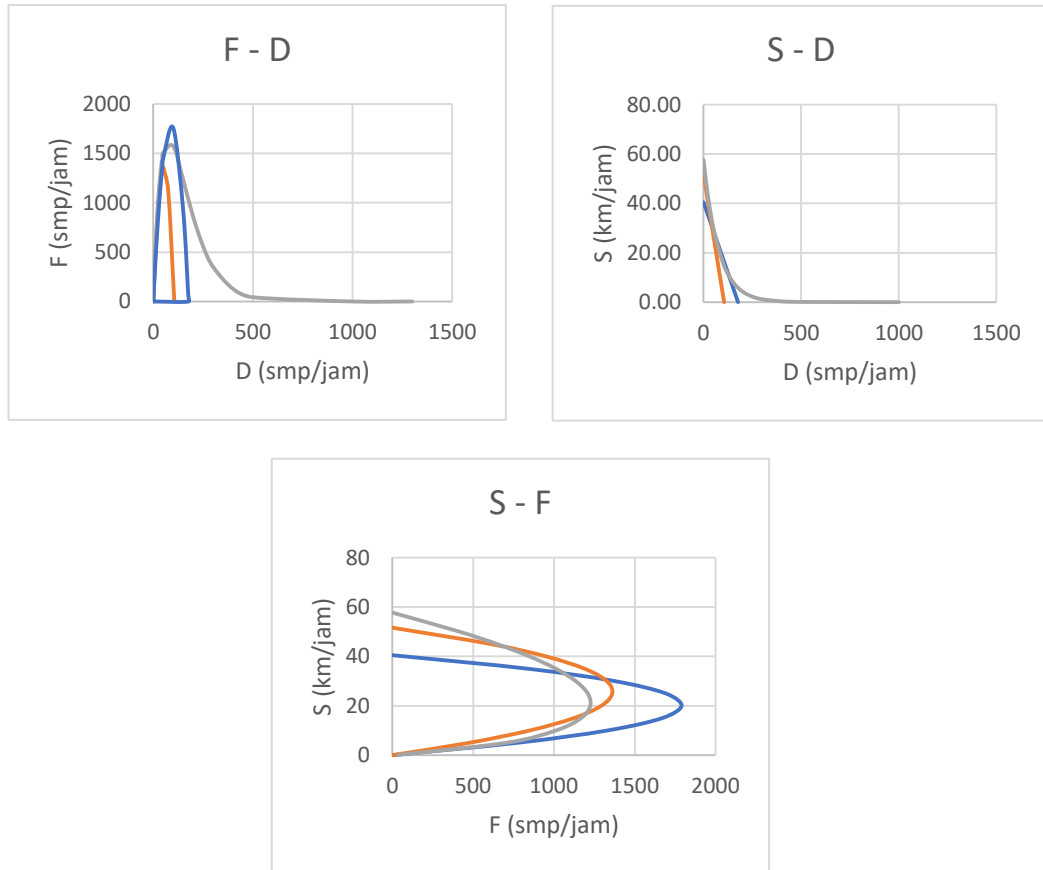 F - D
F (smp/jam)
2000
1500
1000
500
0
0 500 1000 1500
D (smp/jam)
S - D
S (km/jam)
80.00
60.00
40.00
20.00
0.00
0 500 1000 1500
D (smp/jam)
S - F
S (km/jam)
80
60
40
20
0
0 500 1000 1500 2000
F (smp/jam)